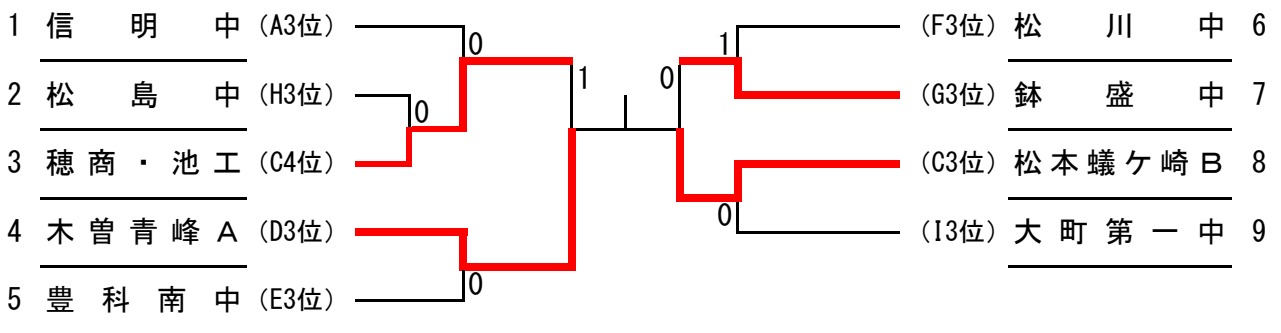 1 信明中 (A3位)
0
2 松島中 (H3位)
0
3 穂商・池工 (C4位)
1
4 木曽青峰A (D3位)
0
5 豊科南中 (E3位)
1
(F3位) 松川中 6
0
(G3位) 鉢盛中 7
(C3位) 松本蟻ケ崎B 8
0
(I3位) 大町第一中 9